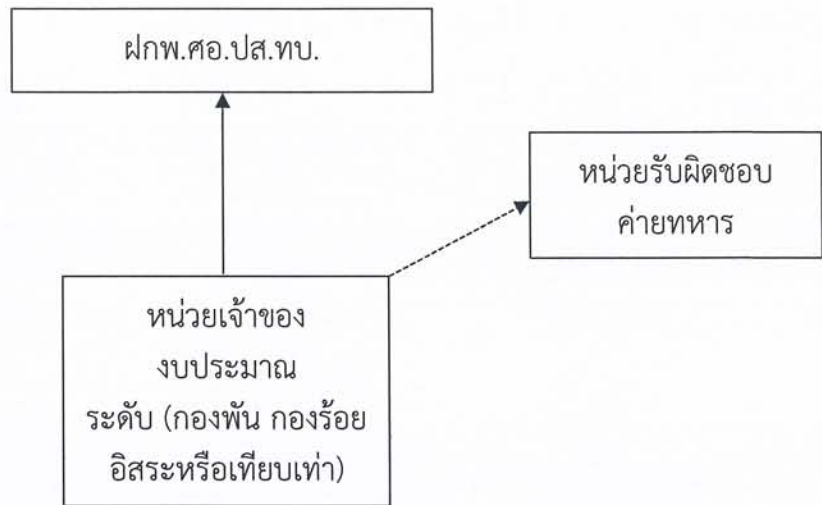 ฝกพ.ศอ.ปส.ทบ.
หน่วยรับผิดชอบ
ค่ายทหาร
หน่วยเจ้าของ
งบประมาณ
ระดับ (กองพัน กองร้อย
อิสระหรือเทียบเท่า)